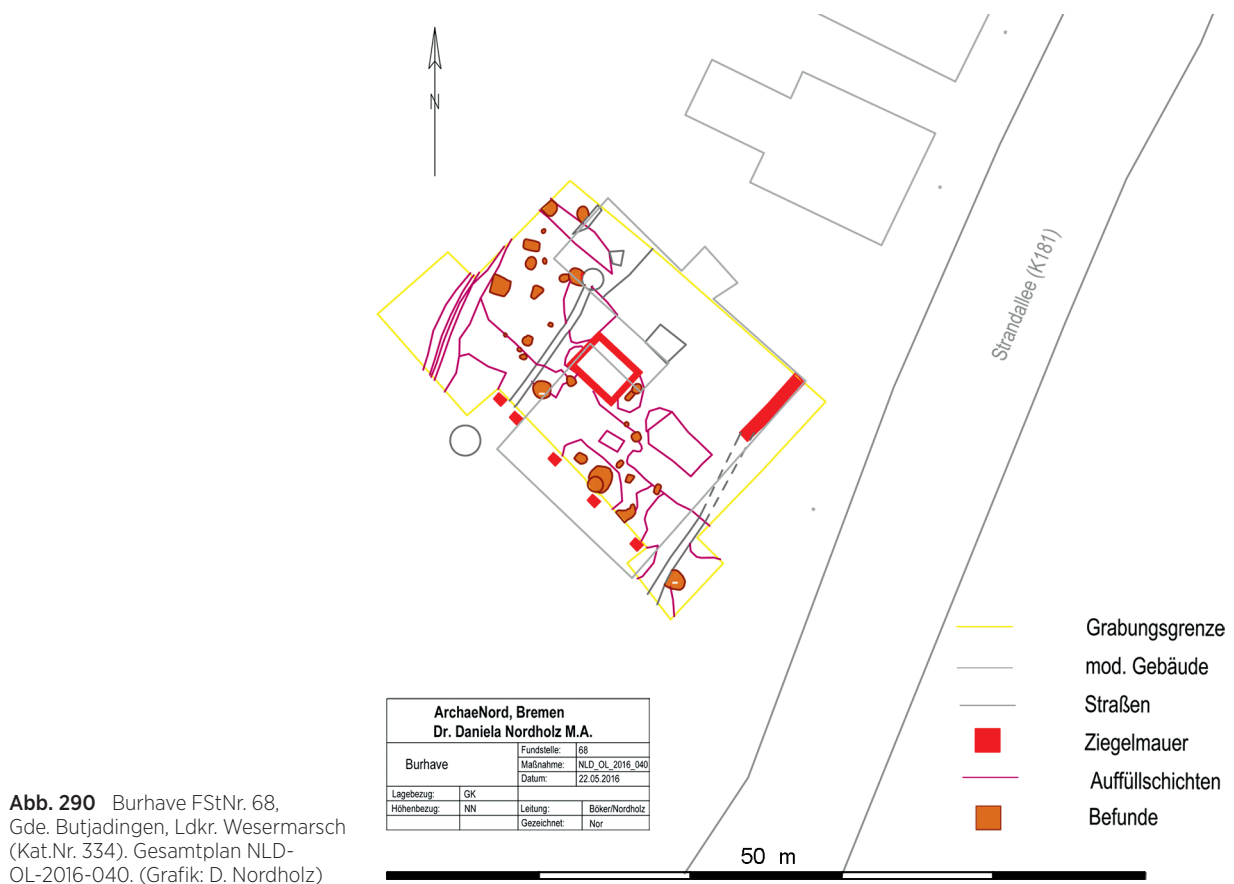 N
Strandallee (K181)
Grabungsgrenze
mod. Gebäude
Straßen
Ziegelmauer
Auffüllschichten
Befunde
ArchaeNord, Bremen
Dr. Daniela Nordholz M.A.
Burhave
Fundstelle: 68
Maßnahme: NLD_OL_2016_040
Datum: 22.05.2016
Lagebezug: GK
Höhenbezug: NN Leitung: Böker/Nordholz
Gezeichnet: Nor
50 m
Abb. 290 Burhave FStNr. 68,
Gde. Butjadingen, Ldkr. Wesermarsch
(Kat.Nr. 334). Gesamtplan NLD-
OL-2016-040. (Grafik: D. Nordholz)